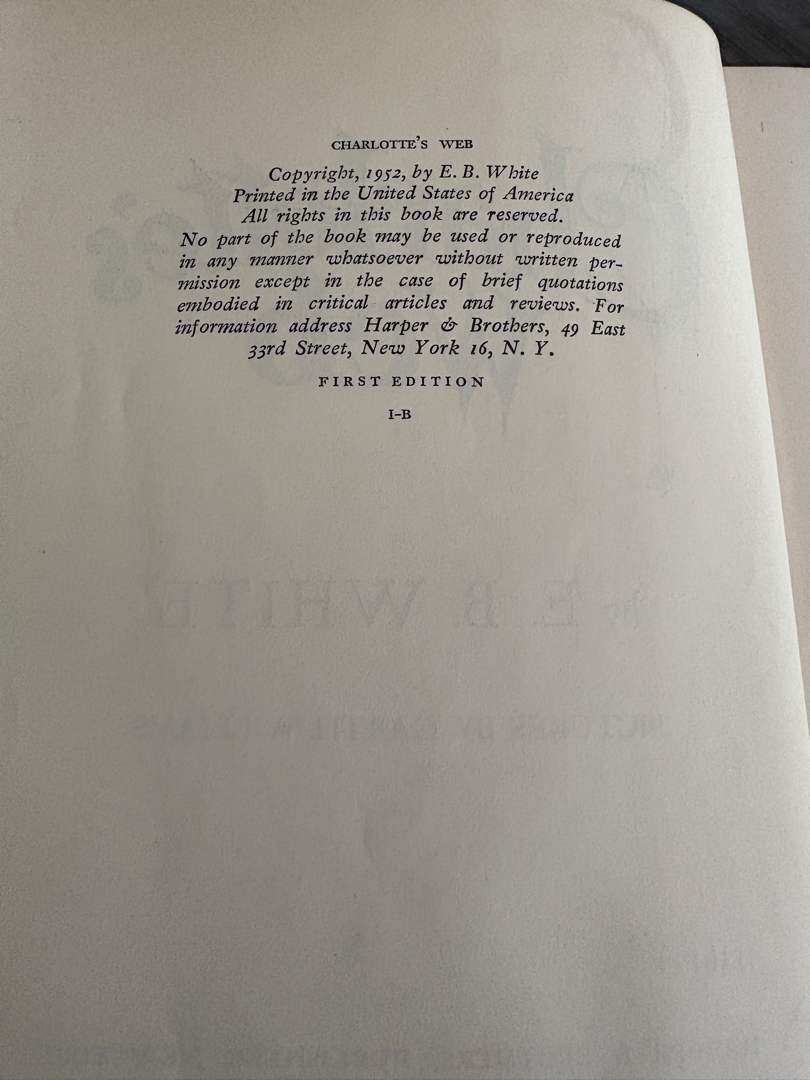 CHARLOTTE'S WEB
Copyright, 1952, by E. B. White
Printed in the United States of America
All rights in this book are reserved.
No part of the book may be used or reproduced
in any manner whatsoever without written per-
mission except in the case of brief quotations
embodied in critical articles and reviews. For
information address Harper & Brothers, 49 East
33rd Street, New York 16, N. Y.
FIRST EDITION
I-B
E. B. WHITE